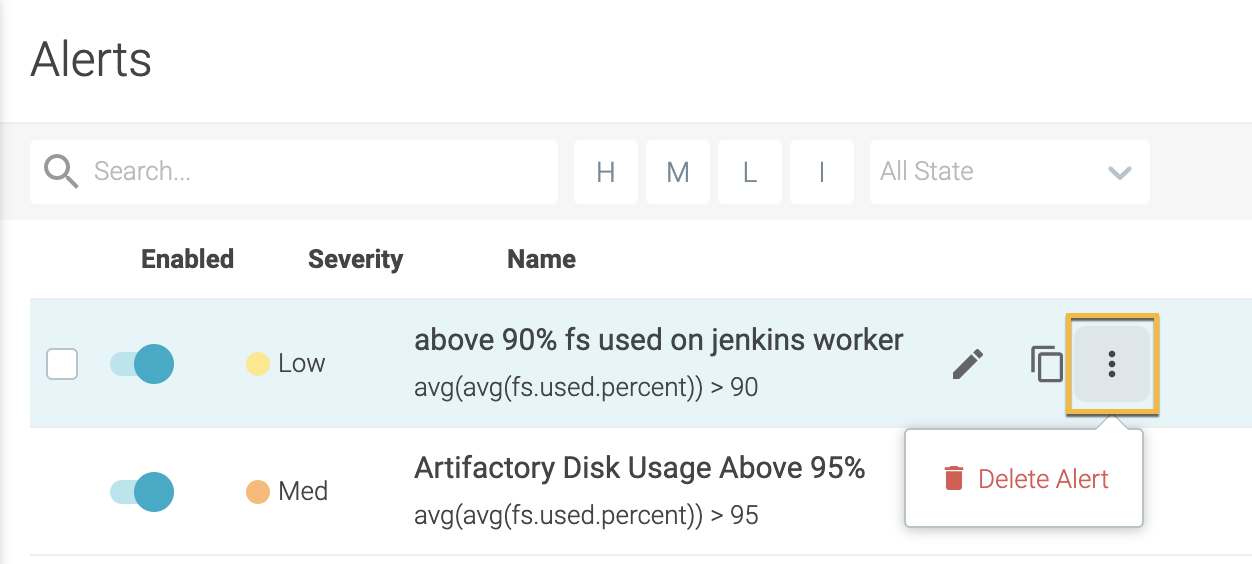 Alerts
Search...
H
M
L
I
All State
Enabled
Severity
Name
Low
above 90% fs used on jenkins worker
avg(avg(fs.used.percent)) > 90
Med
Artifactory Disk Usage Above 95%
avg(avg(fs.used.percent)) > 95
Delete Alert